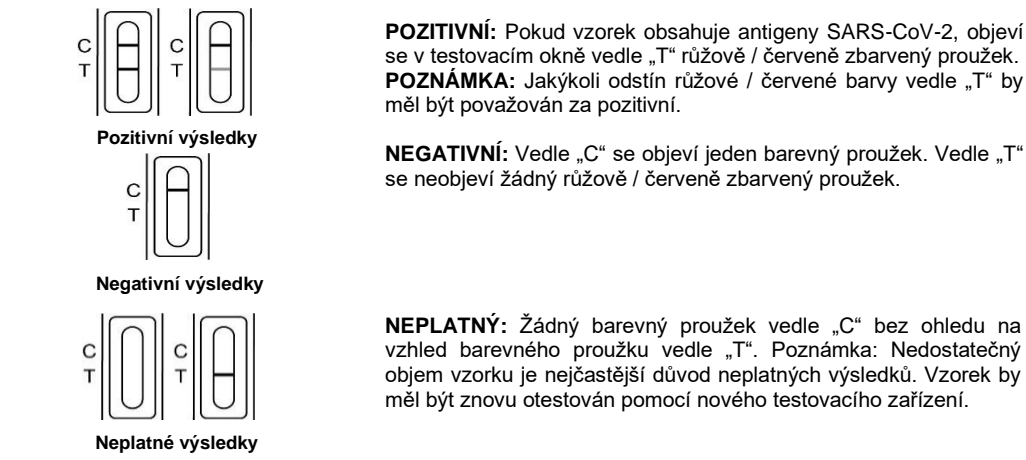 C
T
C
T
Pozitivní výsledky
POZITIVNÍ: Pokud vzorek obsahuje antigeny SARS-CoV-2, objeví
se v testovacím okně vedle „T“ růžově / červeně zbarvený proužek.
POZNÁMKA: Jakýkoli odstín růžové / červené barvy vedle „T“ by
měl být považován za pozitivní.
C
T
Negativní výsledky
NEGATIVNÍ: Vedle „C“ se objeví jeden barevný proužek. Vedle „T“
se neobjeví žádný růžově / červeně zbarvený proužek.
C
T
C
T
Neplatné výsledky
NEPLATNÝ: Žádný barevný proužek vedle „C“ bez ohledu na
vzhled barevného proužku vedle „T“. Poznámka: Nedostatečný
objem vzorku je nejčastější důvod neplatných výsledků. Vzorek by
měl být znovu otestován pomocí nového testovacího zařízení.